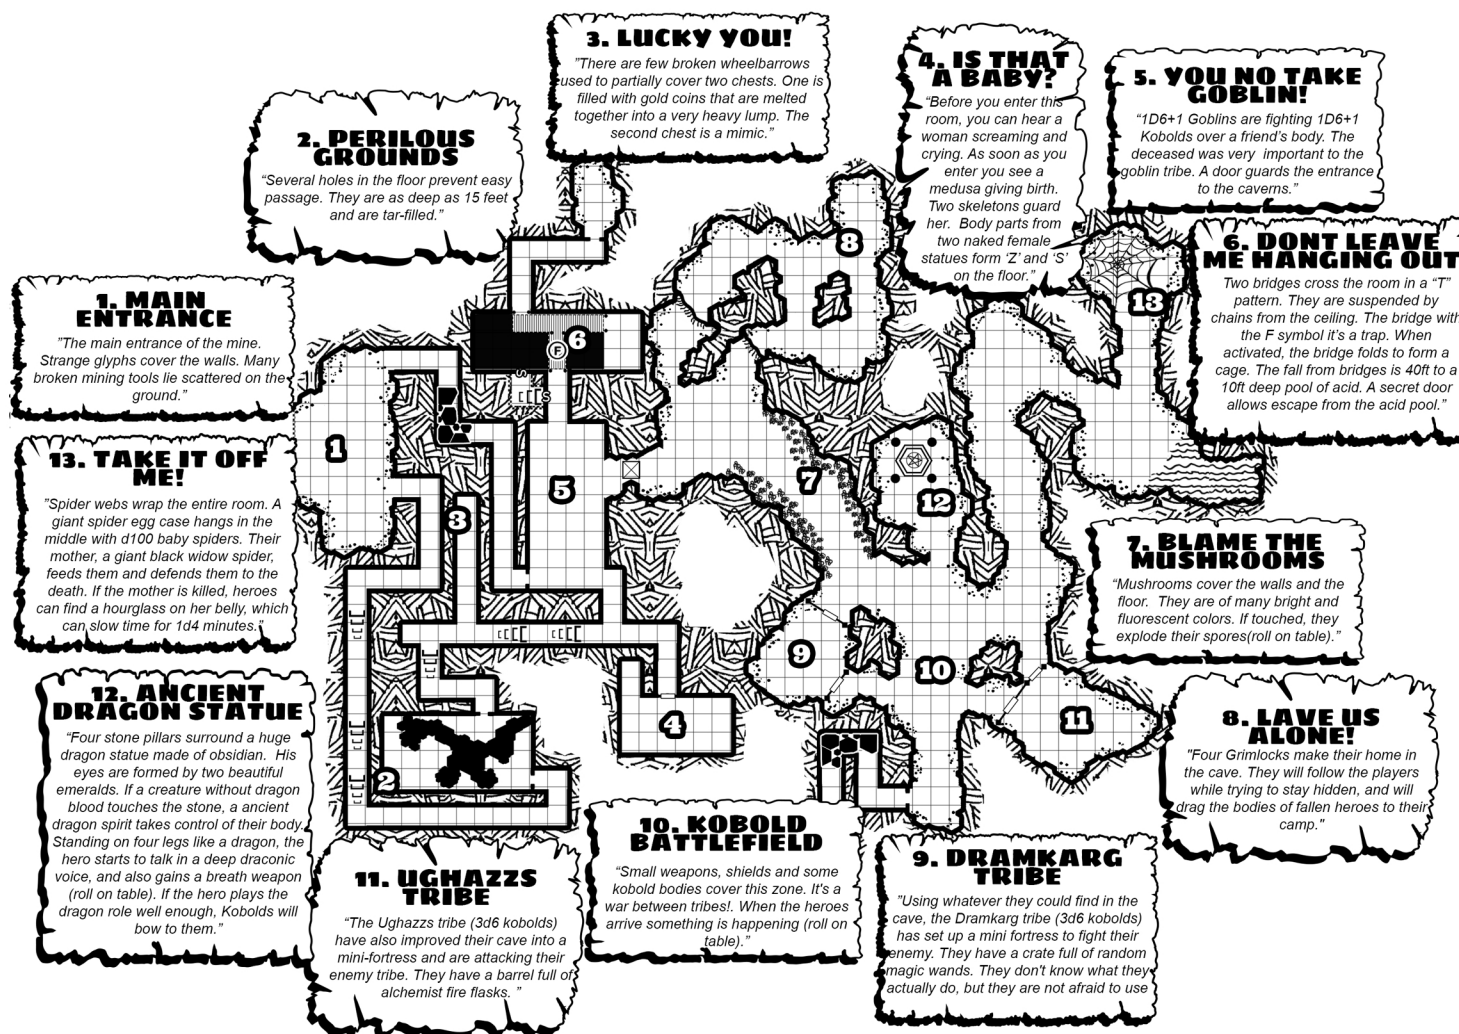 3. LUCKY YOU!
"There are few broken wheelbarrows
used to partially cover two chests. One is
filled with gold coins that are melted
together into a very heavy lump. The
second chest is a mimic."
4. IS THAT
A BABY?
"Before you enter this
room, you can hear a
woman screaming and
crying. As soon as you
enter you see a
medusa giving birth.
Two skeletons guard
her. Body parts from
two naked female
statues form 'Z' and 'S'
on the floor."
5. YOU NO TAKE
GOBLIN!
"1D6+1 Goblins are fighting 1D6+1
Kobolds over a friend's body. The
deceased was very important to the
goblin tribe. A door guards the entrance
to the caverns."
2. PERILOUS
GROUNDS
"Several holes in the floor prevent easy
passage. They are as deep as 15 feet
and are tar-filled."
6. DONT LEAVE
ME HANGING OUT
Two bridges cross the room in a "T"
pattern. They are suspended by
chains from the ceiling. The bridge with
the F symbol it's a trap. When
activated, the bridge folds to form a
cage. The fall from bridges is 40ft to a
10ft deep pool of acid. A secret door
allows escape from the acid pool."
1. MAIN
ENTRANCE
"The main entrance of the mine.
Strange glyphs cover the walls. Many
broken mining tools lie scattered on the
ground."
13. TAKE IT OFF
ME!
"Spider webs wrap the entire room. A
giant spider egg case hangs in the
middle with d100 baby spiders. Their
mother, a giant black widow spider,
feeds them and defends them to the
death. If the mother is killed, heroes
can find a hourglass on her belly, which
can slow time for 1d4 minutes."
8
13
6
F
S
S
1
5
3
7
12
9
10
4
11
2
7. BLAME THE
MUSHROOMS
"Mushrooms cover the walls and the
floor. They are of many bright and
fluorescent colors. If touched, they
explode their spores(roll on table)."
12. ANCIENT
DRAGON STATUE
"Four stone pillars surround a huge
dragon statue made of obsidian. His
eyes are formed by two beautiful
emeralds. If a creature without dragon
blood touches the stone, a ancient
dragon spirit takes control of their body.
Standing on four legs like a dragon, the
hero starts to talk in a deep draconic
voice, and also gains a breath weapon
(roll on table). If the hero plays the
dragon role well enough, Kobolds will
bow to them."
8. LAVE US
ALONE!
"Four Grimlocks make their home in
the cave. They will follow the players
while trying to stay hidden, and will
drag the bodies of fallen heroes to their
camp."
11. UGHAZZS
TRIBE
"The Ughazzs tribe (3d6 kobolds)
have also improved their cave into a
mini-fortress and are attacking their
enemy tribe. They have a barrel full of
alchemist fire flasks. "
10. KOBOLD
BATTLEFIELD
"Small weapons, shields and some
kobold bodies cover this zone. It's a
war between tribes!. When the heroes
arrive something is happening (roll on
table)."
9. DRAMKARG
TRIBE
"Using whatever they could find in the
cave, the Dramkarg tribe (3d6 kobolds)
has set up a mini fortress to fight their
enemy. They have a crate full of random
magic wands. They don't know what they
actually do, but they are not afraid to use